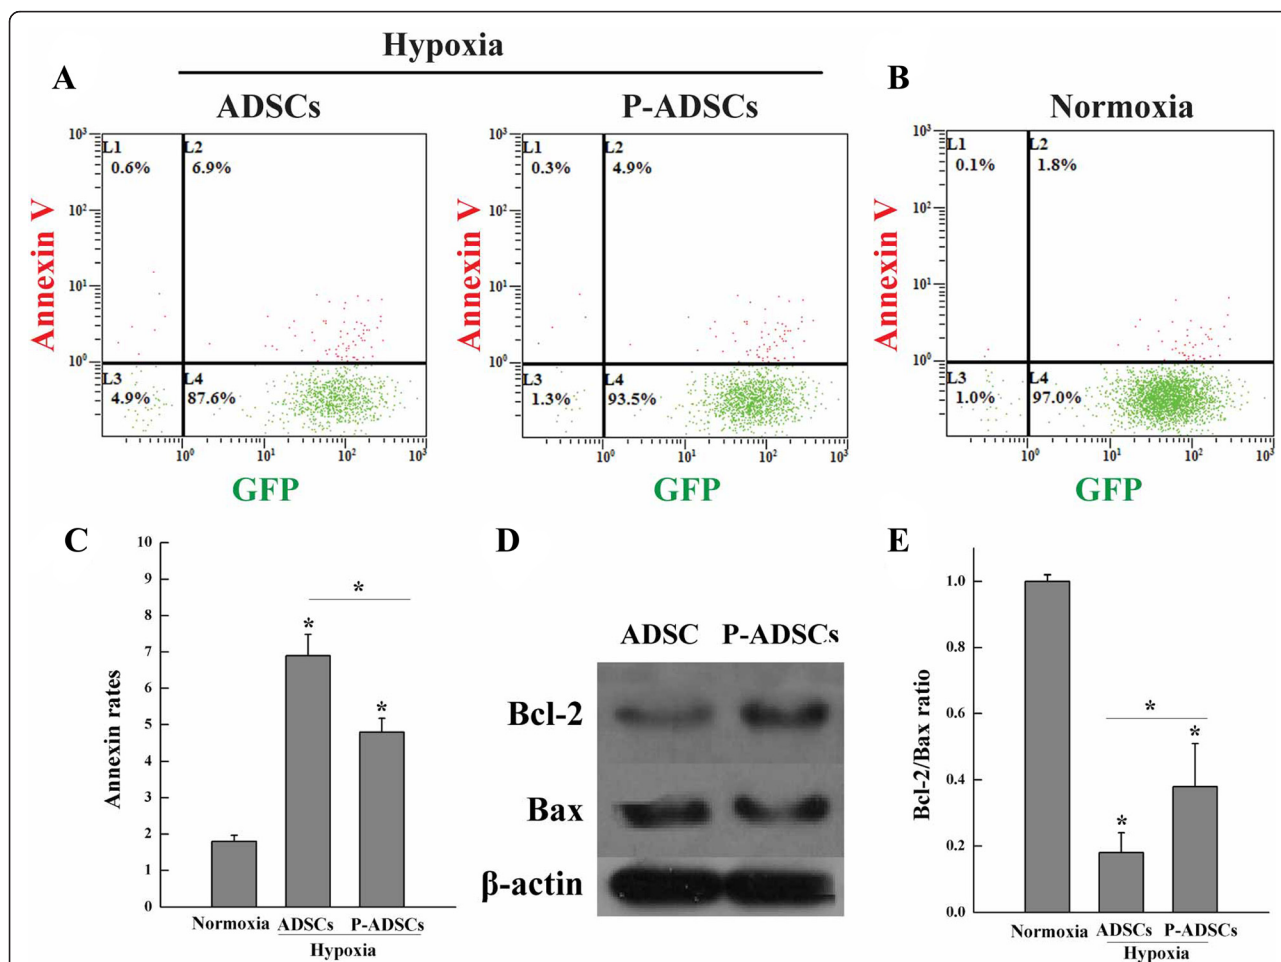 Hypoxia
A
ADSCs
P-ADSCs
B
Normoxia
Annexin V
10³
10²
10¹
10⁰
L1
0.6%
L2
6.9%
L3
4.9%
L4
87.6%
10⁰ 10¹ 10² 10³
GFP
Annexin V
10³
10²
10¹
10⁰
L1
0.3%
L2
4.9%
L3
1.3%
L4
93.5%
10⁰ 10¹ 10² 10³
GFP
Annexin V
10³
10²
10¹
10⁰
L1
0.1%
L2
1.8%
L3
1.0%
L4
97.0%
10⁰ 10¹ 10² 10³
GFP
C
Annexin rates
10
9
8
7
6
5
4
3
2
1
0
*
*
*
Normoxia ADSCs P-ADSCs
Hypoxia
D
ADSC P-ADSCs
Bcl-2
Bax
β-actin
E
Bcl-2/Bax ratio
1.0
0.8
0.6
0.4
0.2
0.0
*
*
*
Normoxia ADSCs P-ADSCs
Hypoxia